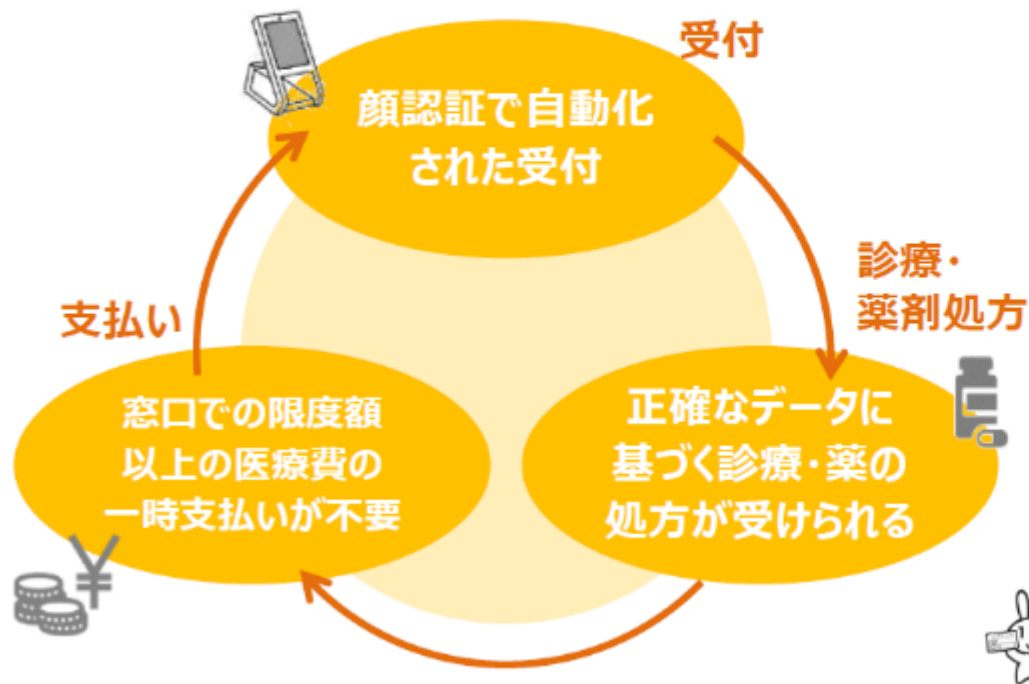 受付
顔認証で自動化
された受付
診療・
薬剤処方
正確なデータに
基づく診療・薬の
処方が受けられる
支払い
窓口での限度額
以上の医療費の
一時支払いが不要
¥